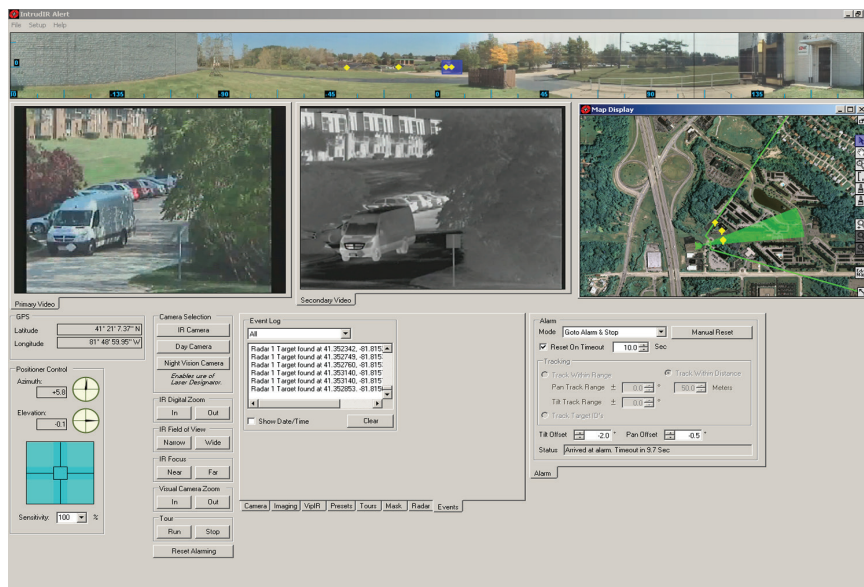 IntrudIR Alert
File Setup Help
0
0 -135 -90 -45 0 45 90 135
Map Display
Primary Video
Secondary Video
GPS
Latitude 41° 21' 7.37" N
Longitude 81° 48' 59.95" W
Positioner Control
Azimuth:
+5.8
Elevation:
-0.1
Sensitivity: 100 %
Camera Selection
IR Camera
Day Camera
Night Vision Camera
Enables use of
Laser Designator.
IR Digital Zoom
In Out
IR Field of View
Narrow Wide
IR Focus
Near Far
Visual Camera Zoom
In Out
Tour
Run Stop
Reset Alarming
Event Log
All
Radar 1 Target found at 41.352342, -81.815
Radar 1 Target found at 41.352749, -81.815
Radar 1 Target found at 41.352760, -81.815
Radar 1 Target found at 41.353140, -81.815
Radar 1 Target found at 41.353140, -81.815
Radar 1 Target found at 41.352853, -81.815
Show Date/Time Clear
Camera Imaging VipIR Presets Tours Mask Radar Events
Alarm
Mode Goto Alarm & Stop Manual Reset
Reset On Timeout 10.0 Sec
Tracking
Track Within Range Track Within Distance
Pan Track Range ± 0.0 ° 50.0 Meters
Tilt Track Range ± 0.0 °
Track Target ID's
Tilt Offset -2.0 ° Pan Offset -0.5 °
Status Arrived at alarm. Timeout in 9.7 Sec
Alarm